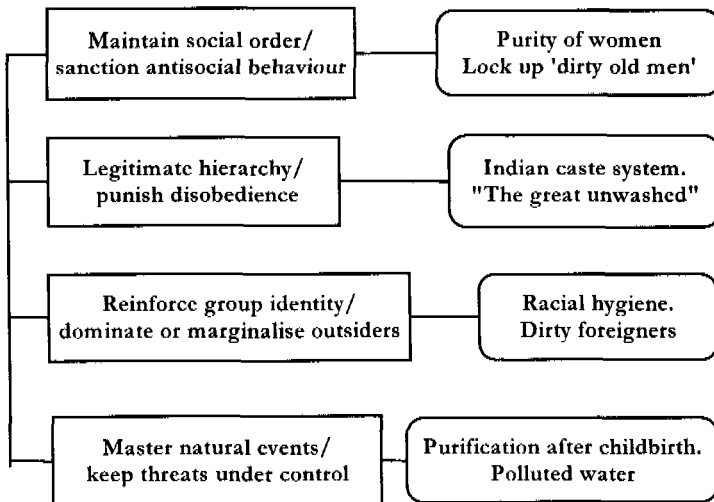 Maintain social order/
sanction antisocial behaviour
Purity of women
Lock up 'dirty old men'
Legitimate hierarchy/
punish disobedience
Indian caste system.
"The great unwashed"
Reinforce group identity/
dominate or marginalise outsiders
Racial hygiene.
Dirty foreigners
Master natural events/
keep threats under control
Purification after childbirth.
Polluted water